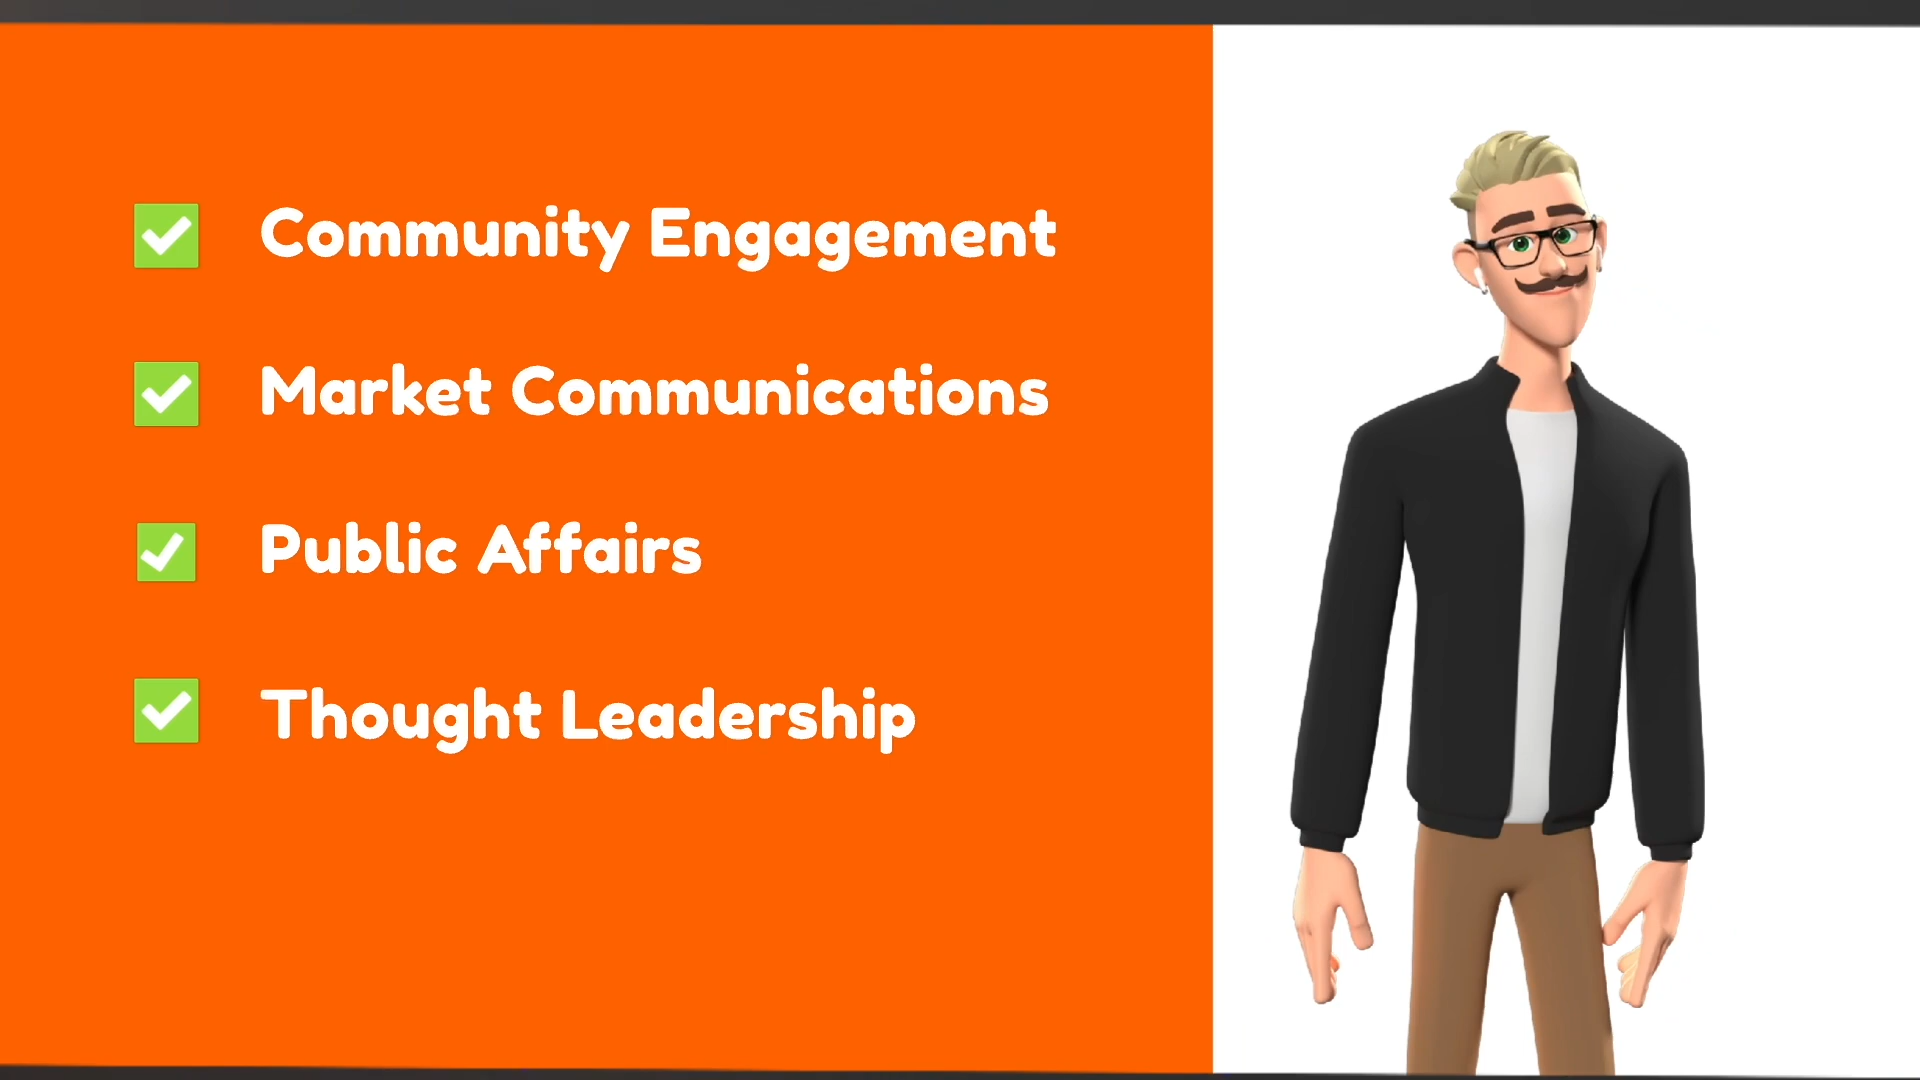 Community Engagement
Market Communications
Public Affairs
Thought Leadership